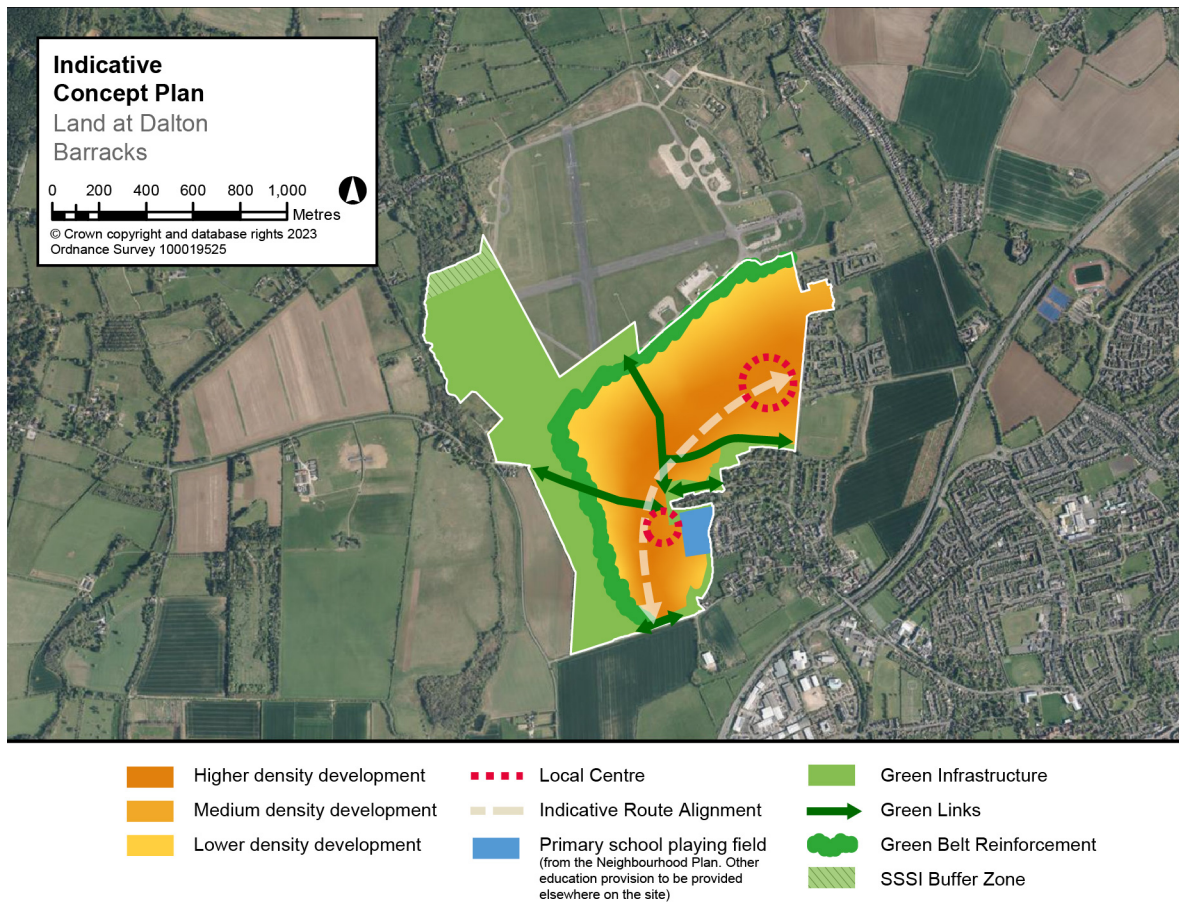 Indicative
Concept Plan
Land at Dalton
Barracks
0 200 400 600 800 1,000
Metres
© Crown copyright and database rights 2023
Ordnance Survey 100019525
Higher density development
Medium density development
Lower density development
Local Centre
Indicative Route Alignment
Primary school playing field
(from the Neighbourhood Plan. Other
education provision to be provided
elsewhere on the site)
Green Infrastructure
Green Links
Green Belt Reinforcement
SSSI Buffer Zone